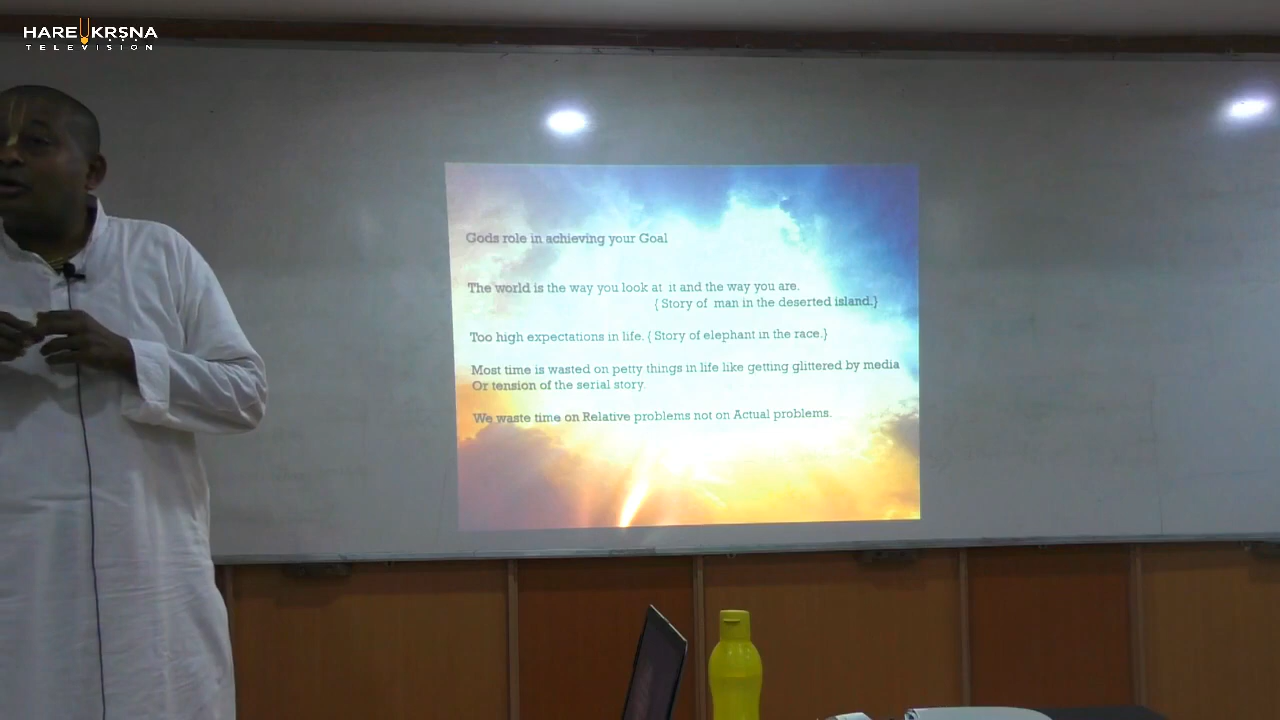 HARE KRSNA
TELEVISION
Gods role in achieving your Goal
The world is the way you look at it and the way you are.
{ Story of man in the deserted island.}
Too high expectations in life. { Story of elephant in the race.}
Most time is wasted on petty things in life like getting glittered by media
Or tension of the serial story.
We waste time on Relative problems not on Actual problems.